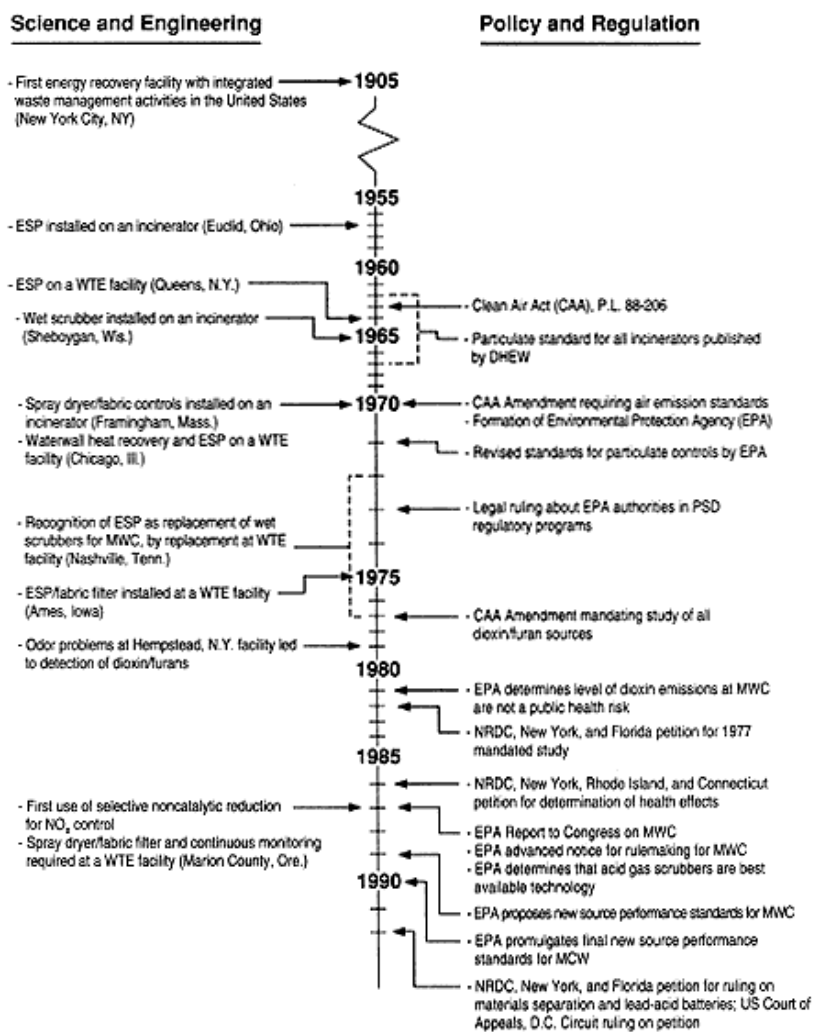 Science and Engineering
Policy and Regulation
- First energy recovery facility with integrated
waste management activities in the United States
(New York City, NY)
1905
1955
- ESP installed on an incinerator (Euclid, Ohio)
1960
- ESP on a WTE facility (Queens, N.Y.)
- Clean Air Act (CAA), P.L. 88-206
- Wet scrubber installed on an incinerator
(Sheboygan, Wis.)
1965
- Particulate standard for all incinerators published
by DHEW
- Spray dryer/fabric controls installed on an
incinerator (Framingham, Mass.)
- Waterwall heat recovery and ESP on a WTE
facility (Chicago, Ill.)
1970
- CAA Amendment requiring air emission standards
- Formation of Environmental Protection Agency (EPA)
- Revised standards for particulate controls by EPA
- Legal ruling about EPA authorities in PSD
regulatory programs
- Recognition of ESP as replacement of wet
scrubbers for MWC, by replacement at WTE
facility (Nashville, Tenn.)
1975
- ESP/fabric filter installed at a WTE facility
(Ames, Iowa)
- CAA Amendment mandating study of all
dioxin/furan sources
- Odor problems at Hempstead, N.Y. facility led
to detection of dioxin/furans
1980
- EPA determines level of dioxin emissions at MWC
are not a public health risk
- NRDC, New York, and Florida petition for 1977
mandated study
1985
- NRDC, New York, Rhode Island, and Connecticut
petition for determination of health effects
- First use of selective noncatalytic reduction
for NOx control
- Spray dryer/fabric filter and continuous monitoring
required at a WTE facility (Marion County, Ore.)
- EPA Report to Congress on MWC
- EPA advanced notice for rulemaking for MWC
- EPA determines that acid gas scrubbers are best
available technology
1990
- EPA proposes new source performance standards for MWC
- EPA promulgates final new source performance
standards for MCW
- NRDC, New York, and Florida petition for ruling on
materials separation and lead-acid batteries; US Court of
Appeals, D.C. Circuit ruling on petition